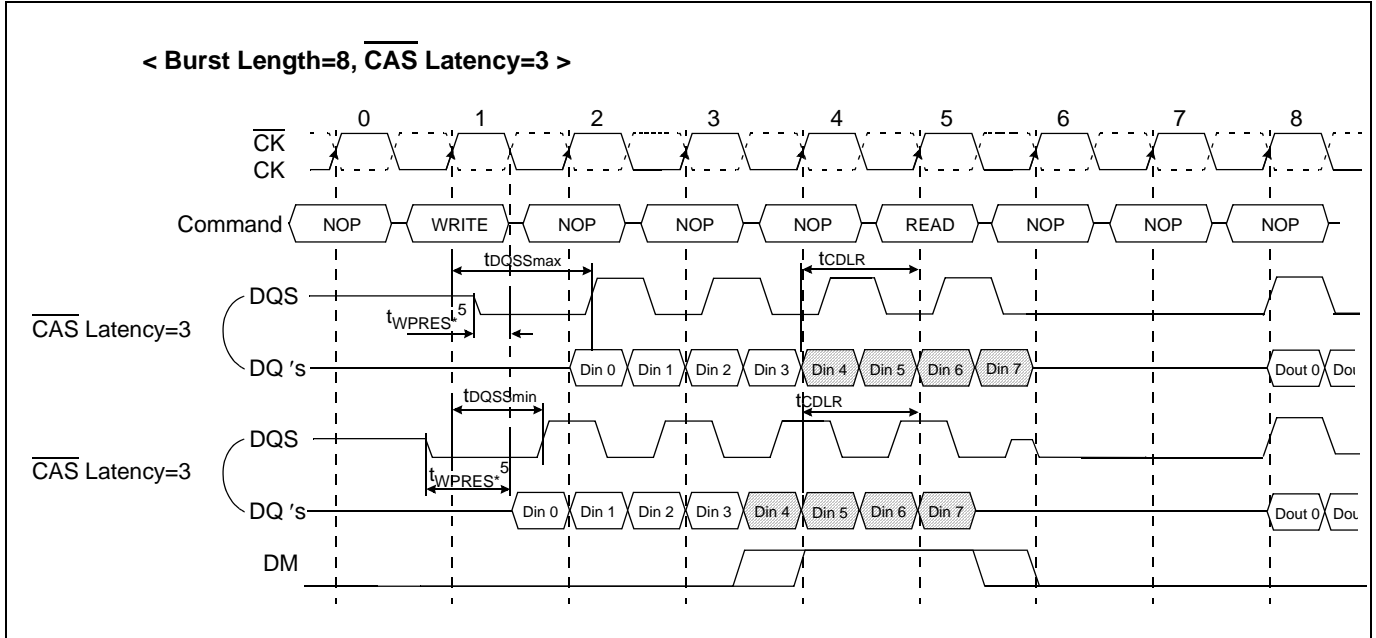 < Burst Length=8, CAS Latency=3 >
0 1 2 3 4 5 6 7 8
CK
CK
Command NOP WRITE NOP NOP NOP READ NOP NOP NOP
tDQSSmax tCDLR
DQS
tWPRES*5
CAS Latency=3
DQ 's Din 0 Din 1 Din 2 Din 3 Din 4 Din 5 Din 6 Din 7 Dout 0
tDQSSmin tCDLR
DQS
CAS Latency=3
tWPRES*5
DQ 's Din 0 Din 1 Din 2 Din 3 Din 4 Din 5 Din 6 Din 7 Dout 0
DM